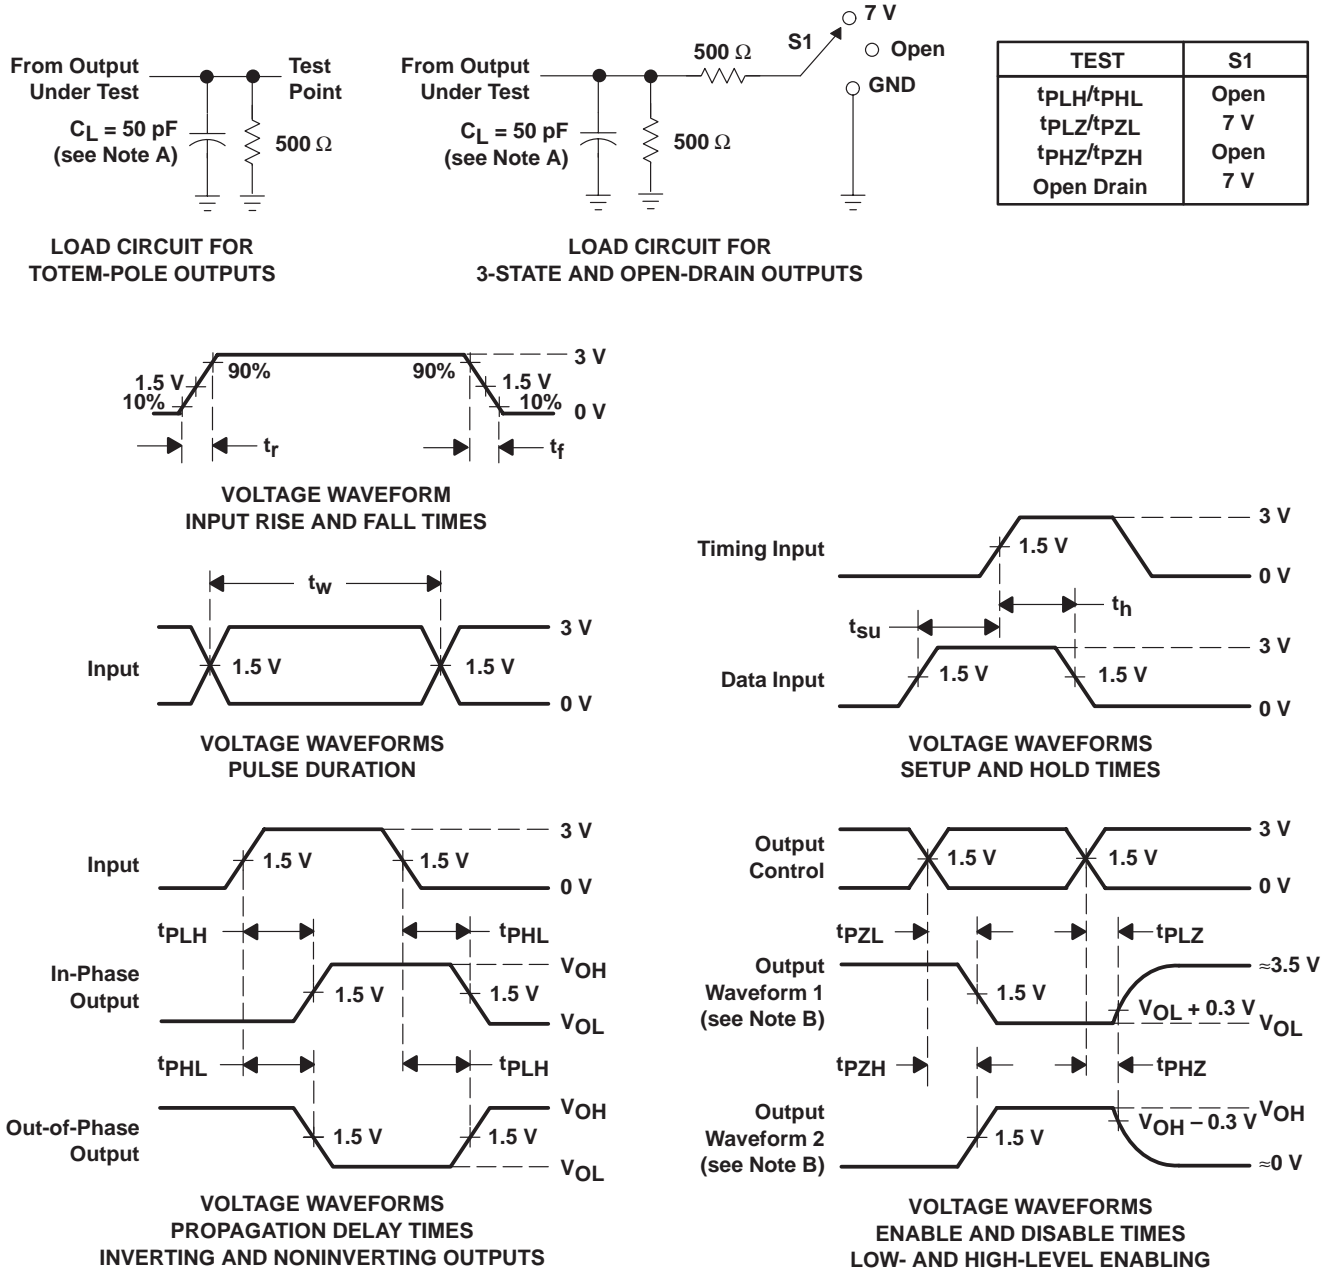 From Output
Under Test
Test
Point
CL = 50 pF
(see Note A)
500 Ω
LOAD CIRCUIT FOR
TOTEM-POLE OUTPUTS
From Output
Under Test
CL = 50 pF
(see Note A)
500 Ω
500 Ω
S1
7 V
Open
GND
LOAD CIRCUIT FOR
3-STATE AND OPEN-DRAIN OUTPUTS
TEST S1
tPLH/tPHL Open
tPLZ/tPZL 7 V
tPHZ/tPZH Open
Open Drain 7 V
3 V
90% 90%
1.5 V 1.5 V
10% 10%
0 V
tr tf
VOLTAGE WAVEFORM
INPUT RISE AND FALL TIMES
tw
3 V
Input 1.5 V 1.5 V
0 V
VOLTAGE WAVEFORMS
PULSE DURATION
3 V
Timing Input 1.5 V
0 V
th
tsu
3 V
Data Input 1.5 V 1.5 V
0 V
VOLTAGE WAVEFORMS
SETUP AND HOLD TIMES
3 V
Input 1.5 V 1.5 V
0 V
tPLH tPHL
VOH
In-Phase
Output
1.5 V 1.5 V
VOL
tPHL tPLH
VOH
Out-of-Phase
Output
1.5 V 1.5 V
VOL
VOLTAGE WAVEFORMS
PROPAGATION DELAY TIMES
INVERTING AND NONINVERTING OUTPUTS
3 V
Output
Control
1.5 V 1.5 V
0 V
tPZL tPLZ
≈3.5 V
Output
Waveform 1
(see Note B)
1.5 V
VOL + 0.3 V
VOL
tPZH tPHZ
VOH
Output
Waveform 2
(see Note B)
1.5 V
VOH − 0.3 V
≈0 V
VOLTAGE WAVEFORMS
ENABLE AND DISABLE TIMES
LOW- AND HIGH-LEVEL ENABLING